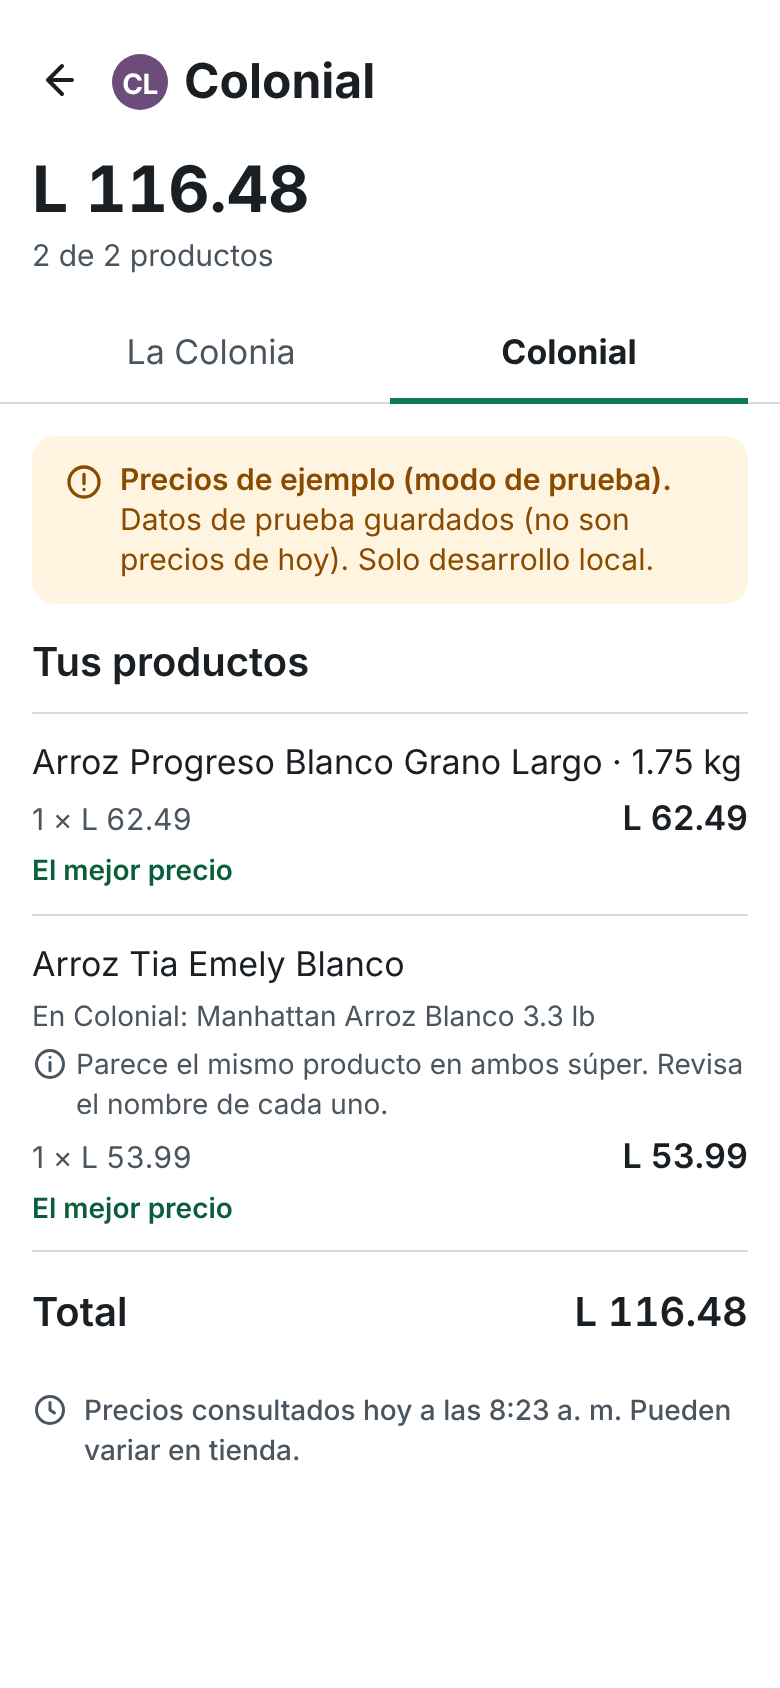 CL Colonial
L 116.48
2 de 2 productos
La Colonia Colonial
Precios de ejemplo (modo de prueba).
Datos de prueba guardados (no son
precios de hoy). Solo desarrollo local.
Tus productos
Arroz Progreso Blanco Grano Largo · 1.75 kg
1 × L 62.49 L 62.49
El mejor precio
Arroz Tia Emely Blanco
En Colonial: Manhattan Arroz Blanco 3.3 lb
Parece el mismo producto en ambos súper. Revisa
el nombre de cada uno.
1 × L 53.99 L 53.99
El mejor precio
Total L 116.48
Precios consultados hoy a las 8:23 a. m. Pueden
variar en tienda.